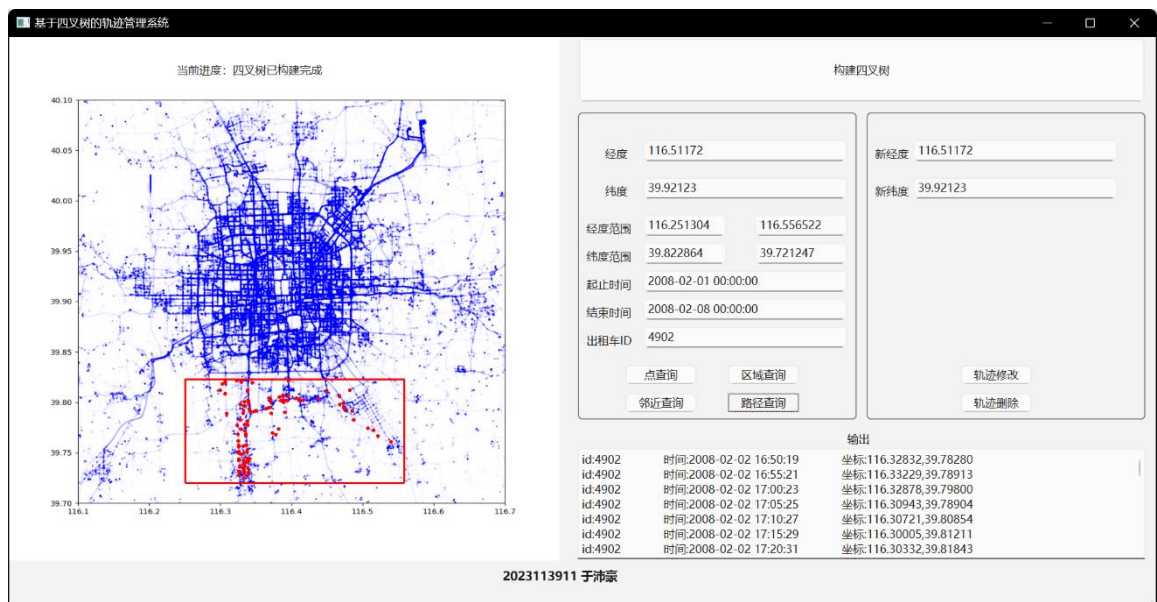 基于四叉树的轨迹管理系统
当前进度：四叉树已构建完成
40.10
40.05
40.00
39.95
39.90
39.85
39.80
39.75
39.70
116.1 116.2 116.3 116.4 116.5 116.6 116.7
构建四叉树
经度 116.51172
纬度 39.92123
经度范围 116.251304 116.556522
纬度范围 39.822864 39.721247
起止时间 2008-02-01 00:00:00
结束时间 2008-02-08 00:00:00
出租车ID 4902
点查询 区域查询
邻近查询 路径查询
新经度 116.51172
新纬度 39.92123
轨迹修改
轨迹删除
输出
id:4902 时间:2008-02-02 16:50:19 坐标:116.32832,39.78280
id:4902 时间:2008-02-02 16:55:21 坐标:116.33229,39.78913
id:4902 时间:2008-02-02 17:00:23 坐标:116.32878,39.79800
id:4902 时间:2008-02-02 17:05:25 坐标:116.30943,39.78904
id:4902 时间:2008-02-02 17:10:27 坐标:116.30721,39.80854
id:4902 时间:2008-02-02 17:15:29 坐标:116.30005,39.81211
id:4902 时间:2008-02-02 17:20:31 坐标:116.30332,39.81843
2023113911 于沛豪